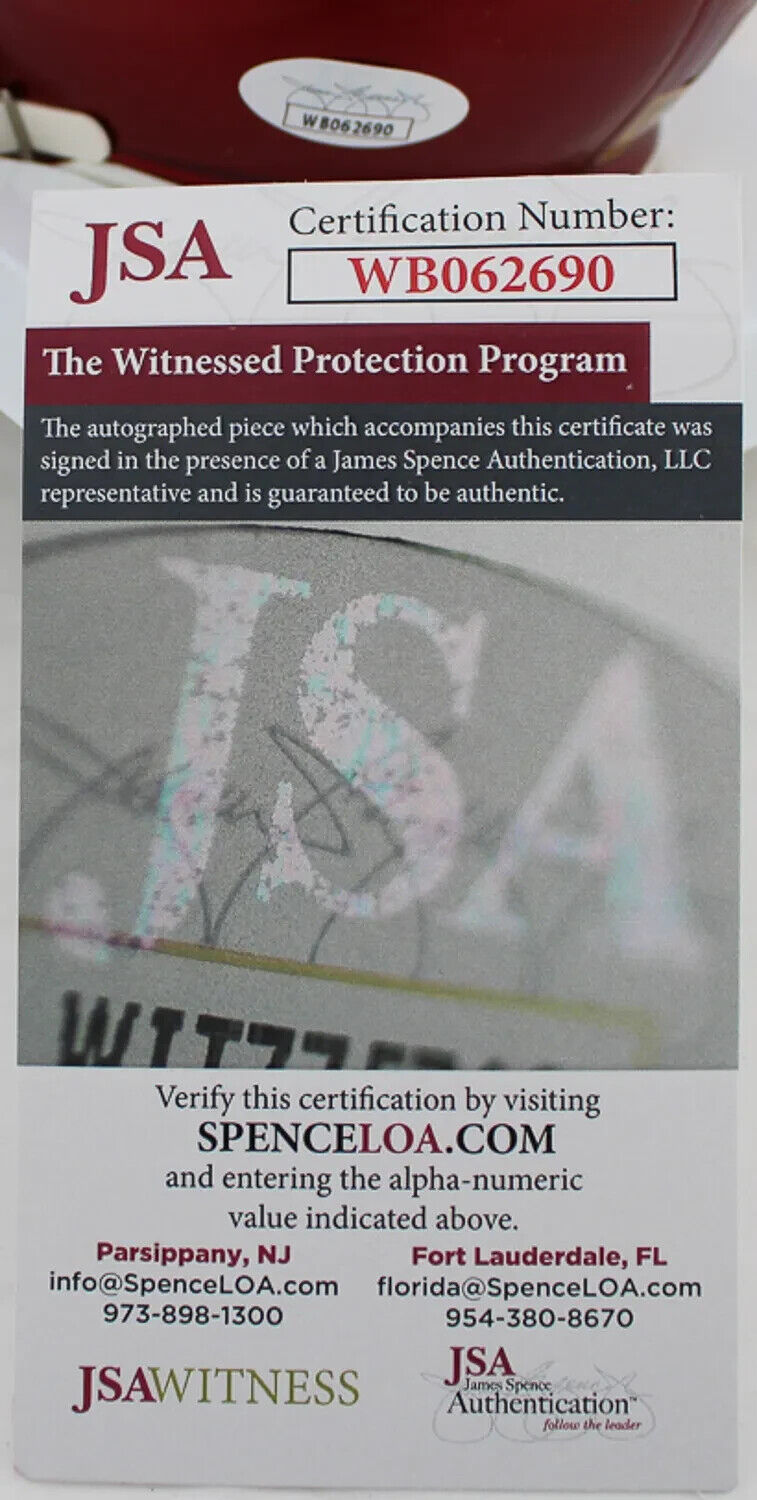 WB062690
JSA
Certification Number:
WB062690
The Witnessed Protection Program
The autographed piece which accompanies this certificate was
signed in the presence of a James Spence Authentication, LLC
representative and is guaranteed to be authentic.
JSA
Verify this certification by visiting
SPENCELOA.COM
and entering the alpha-numeric
value indicated above.
Parsippany, NJ
info@SpenceLOA.com
973-898-1300
Fort Lauderdale, FL
florida@SpenceLOA.com
954-380-8670
JSAWITNESS
JSA
James Spence
Authentication™
follow the leader